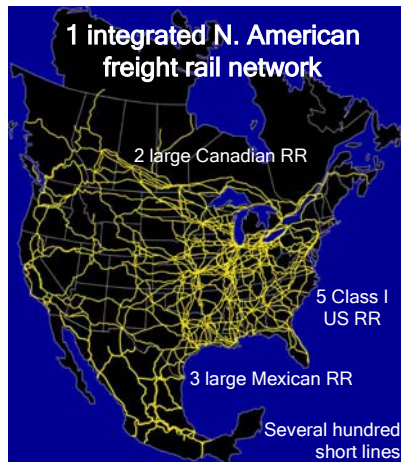 1 integrated N. American
freight rail network
2 large Canadian RR
5 Class I
US RR
3 large Mexican RR
Several hundred
short lines